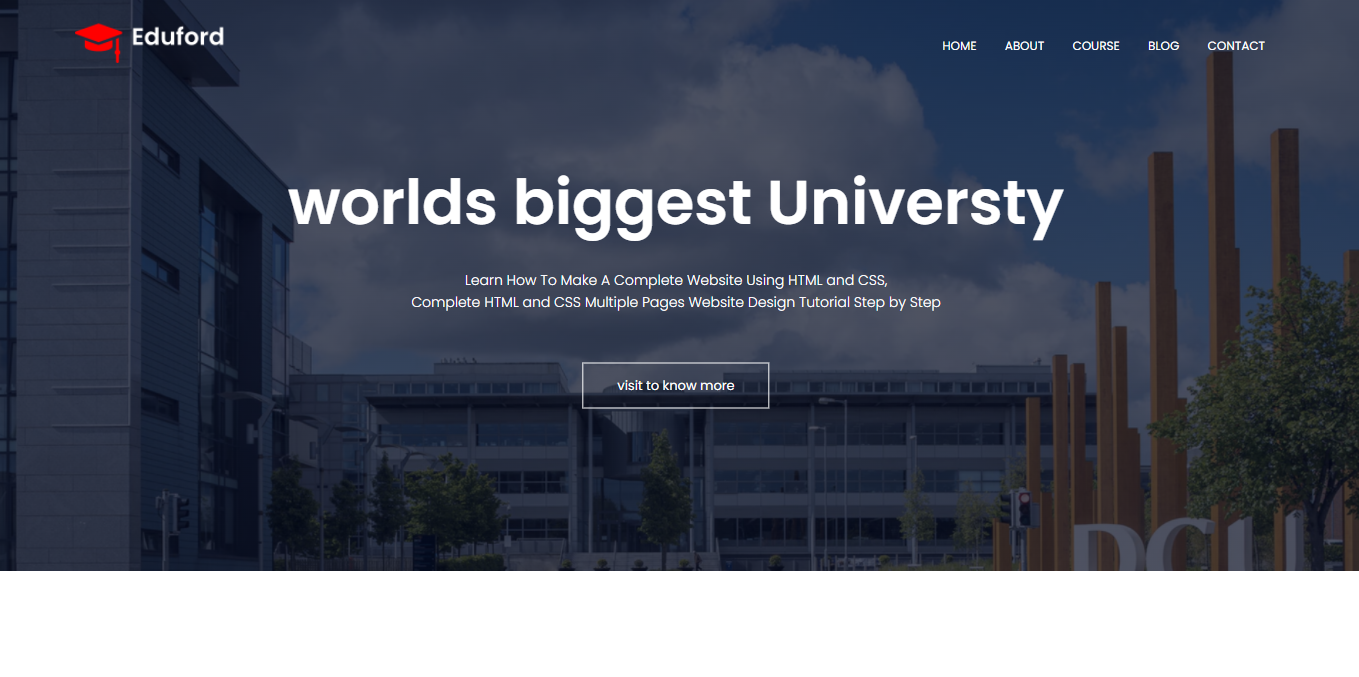 Eduford
HOME ABOUT COURSE BLOG CONTACT
worlds biggest Universty
Learn How To Make A Complete Website Using HTML and CSS,
Complete HTML and CSS Multiple Pages Website Design Tutorial Step by Step
visit to know more
DCU